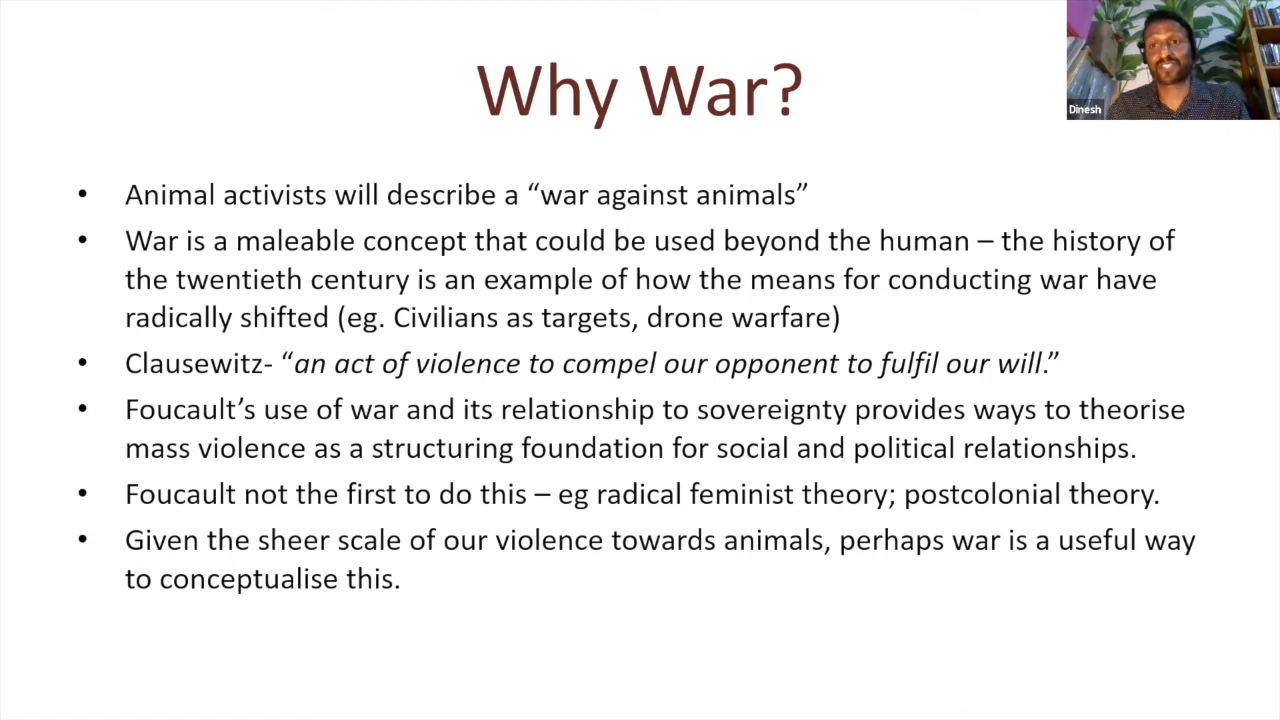 Why War?
Dinesh
• Animal activists will describe a “war against animals”
• War is a maleable concept that could be used beyond the human – the history of
the twentieth century is an example of how the means for conducting war have
radically shifted (eg. Civilians as targets, drone warfare)
• Clausewitz- “an act of violence to compel our opponent to fulfil our will.”
• Foucault’s use of war and its relationship to sovereignty provides ways to theorise
mass violence as a structuring foundation for social and political relationships.
• Foucault not the first to do this – eg radical feminist theory; postcolonial theory.
• Given the sheer scale of our violence towards animals, perhaps war is a useful way
to conceptualise this.